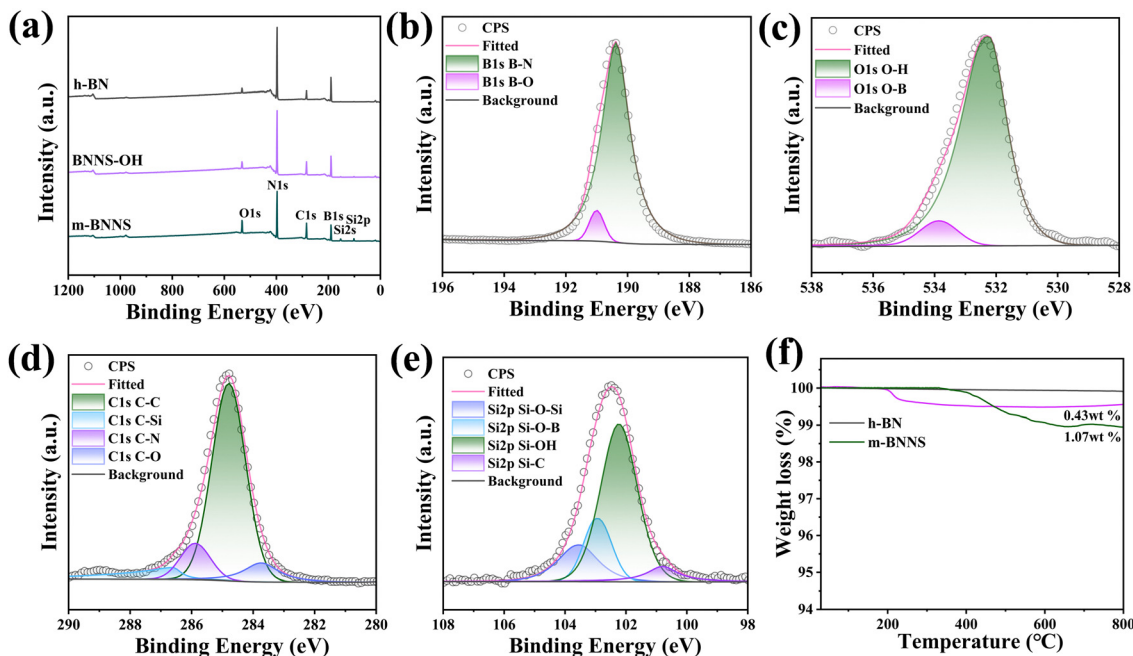 (a)
h-BN
BNNS-OH
m-BNNS
N1s
O1s
C1s
B1s
Si2p
Si2s
Intensity (a.u.)
1200 1000 800 600 400 200 0
Binding Energy (eV)
(b)
CPS
Fitted
B1s B-N
B1s B-O
Background
Intensity (a.u.)
196 194 192 190 188 186
Binding Energy (eV)
(c)
CPS
Fitted
O1s O-H
O1s O-B
Background
Intensity (a.u.)
538 536 534 532 530 528
Binding Energy (eV)
(d)
CPS
Fitted
C1s C-C
C1s C-Si
C1s C-N
C1s C-O
Background
Intensity (a.u.)
290 288 286 284 282 280
Binding Energy (eV)
(e)
CPS
Fitted
Si2p Si-O-Si
Si2p Si-O-B
Si2p Si-OH
Si2p Si-C
Background
Intensity (a.u.)
108 106 104 102 100 98
Binding Energy (eV)
(f)
100
99
98
97
96
95
94
h-BN
m-BNNS
0.43wt %
1.07wt %
Weight loss (%)
200 400 600 800
Temperature (°C)